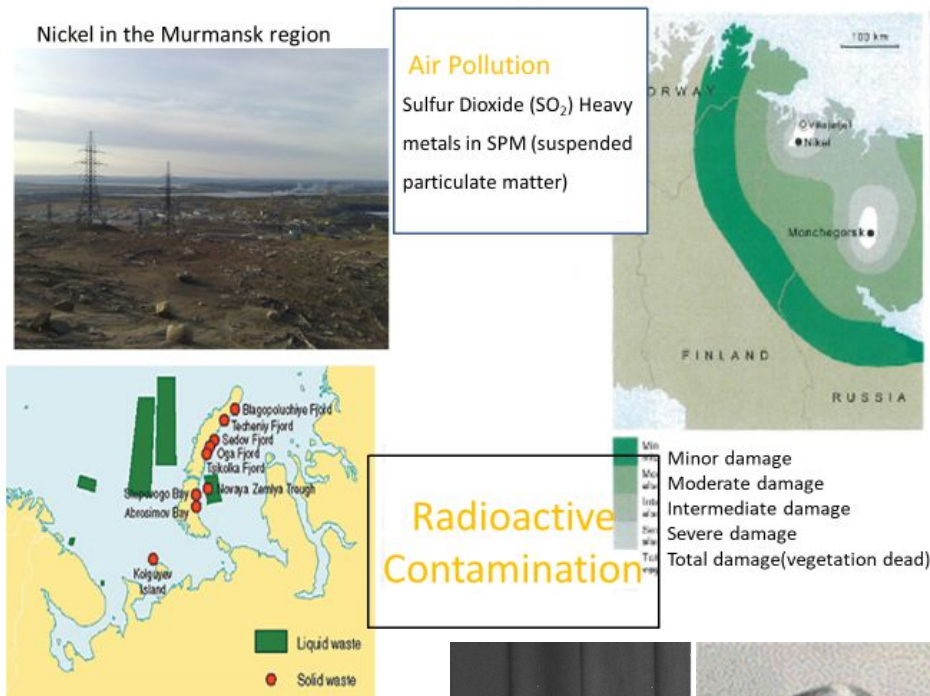 Nickel in the Murmansk region
Air Pollution
Sulfur Dioxide (SO₂) Heavy
metals in SPM (suspended
particulate matter)
100 km
ORWAY
Nikel
Monchegorsk
FINLAND
RUSSIA
Minor damage
Moderate damage
Intermediate damage
Severe damage
Total damage(vegetation dead)
Blagopoluchiye Fjord
Techeniy Fjord
Sedov Fjord
Oga Fjord
Tsikolka Fjord
Novaya Zemlya Trough
Stepovogo Bay
Abrosimov Bay
Kolguyev
Island
Liquid waste
Solid waste
Radioactive
Contamination